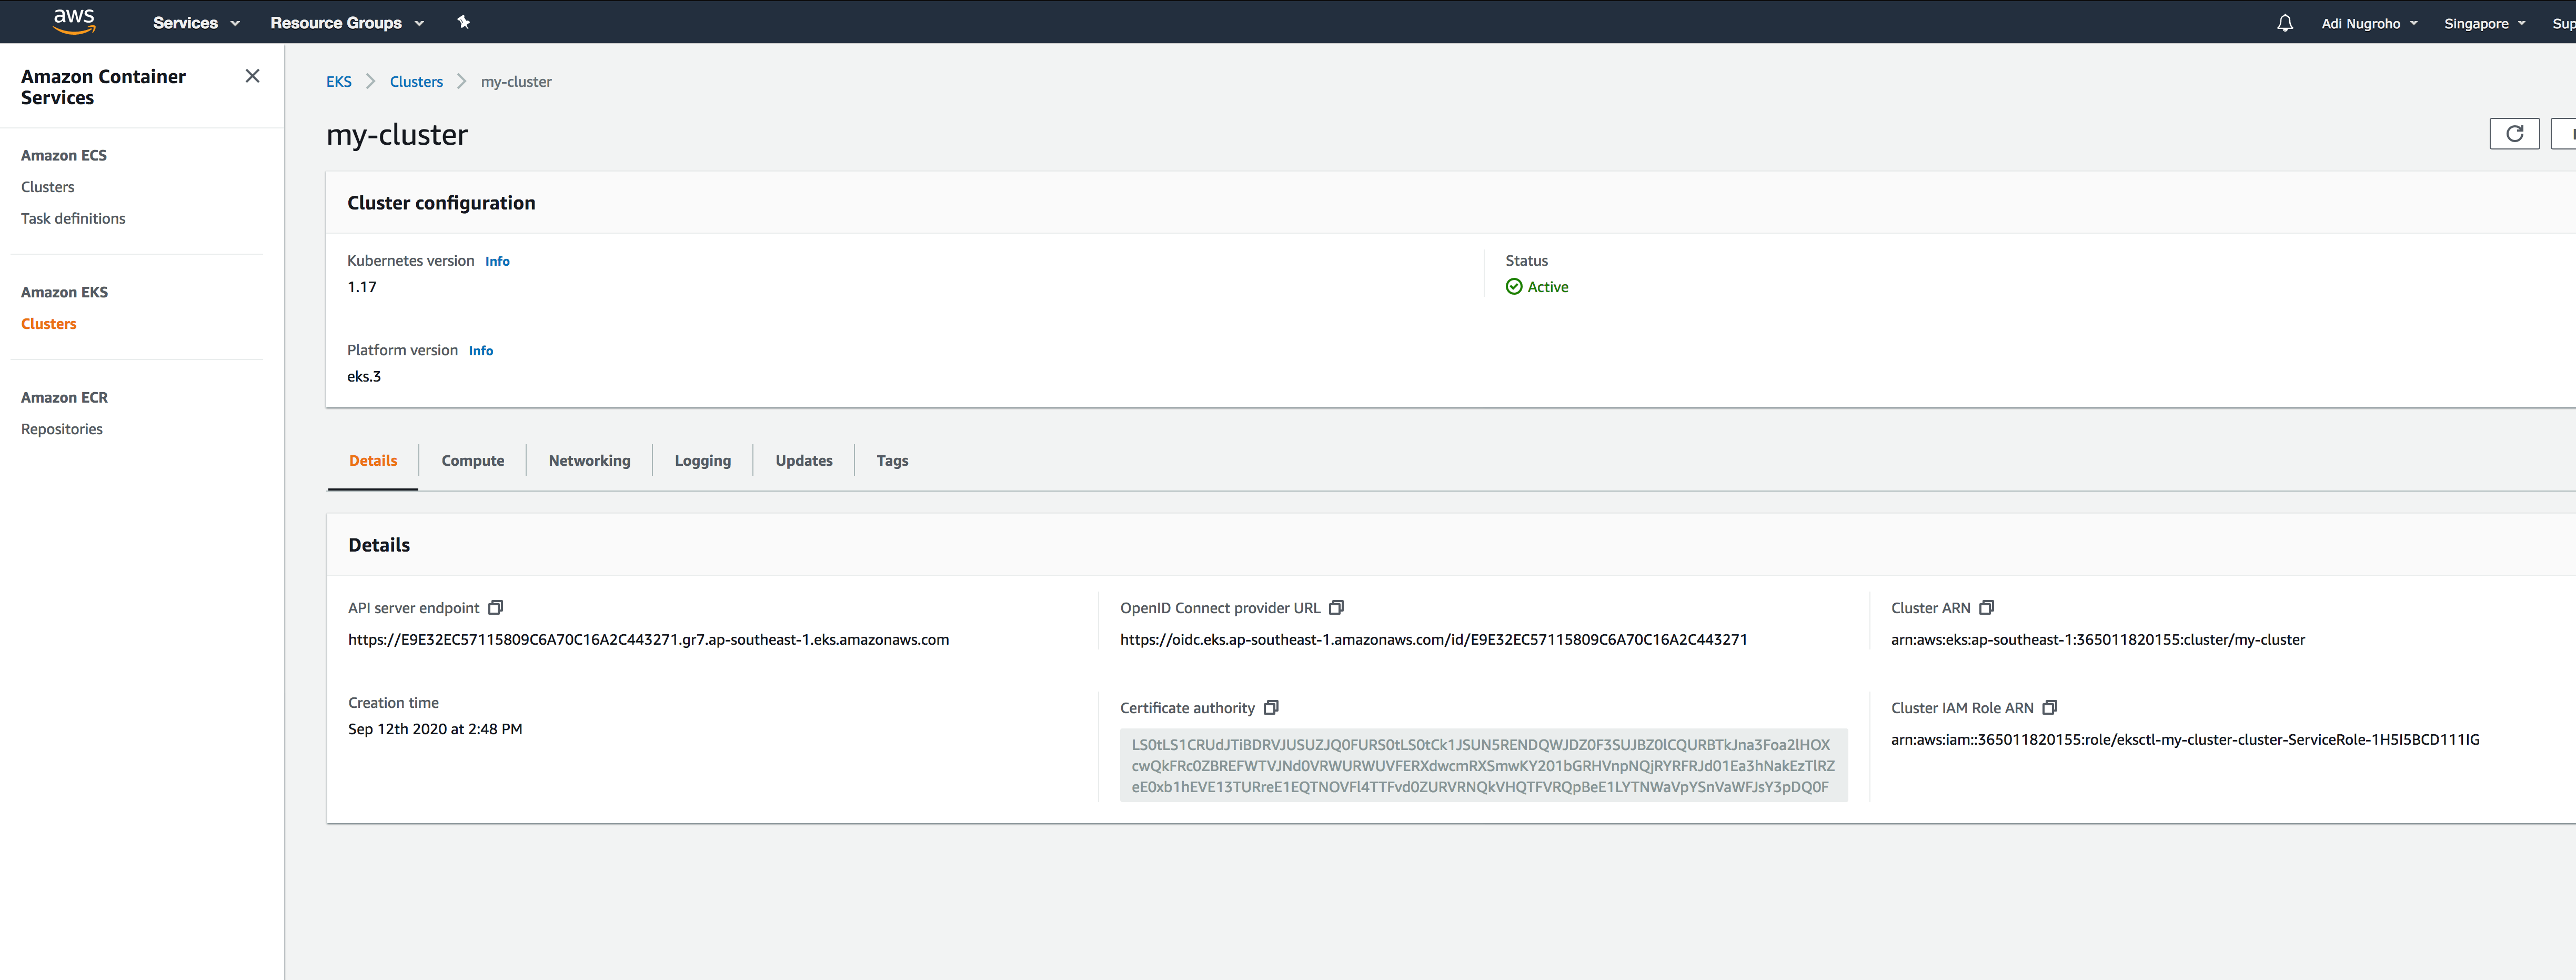 aws
Services
Resource Groups
Adi Nugroho
Singapore
Amazon Container
Services
Amazon ECS
Clusters
Task definitions
Amazon EKS
Clusters
Amazon ECR
Repositories
EKS
Clusters
my-cluster
my-cluster
Cluster configuration
Kubernetes version Info
1.17
Status
Active
Platform version Info
eks.3
Details
Compute
Networking
Logging
Updates
Tags
Details
API server endpoint
https://E9E32EC57115809C6A70C16A2C443271.gr7.ap-southeast-1.eks.amazonaws.com
OpenID Connect provider URL
https://oidc.eks.ap-southeast-1.amazonaws.com/id/E9E32EC57115809C6A70C16A2C443271
Cluster ARN
arn:aws:eks:ap-southeast-1:365011820155:cluster/my-cluster
Creation time
Sep 12th 2020 at 2:48 PM
Certificate authority
Cluster IAM Role ARN
arn:aws:iam::365011820155:role/eksctl-my-cluster-cluster-ServiceRole-1H5I5BCD111IG